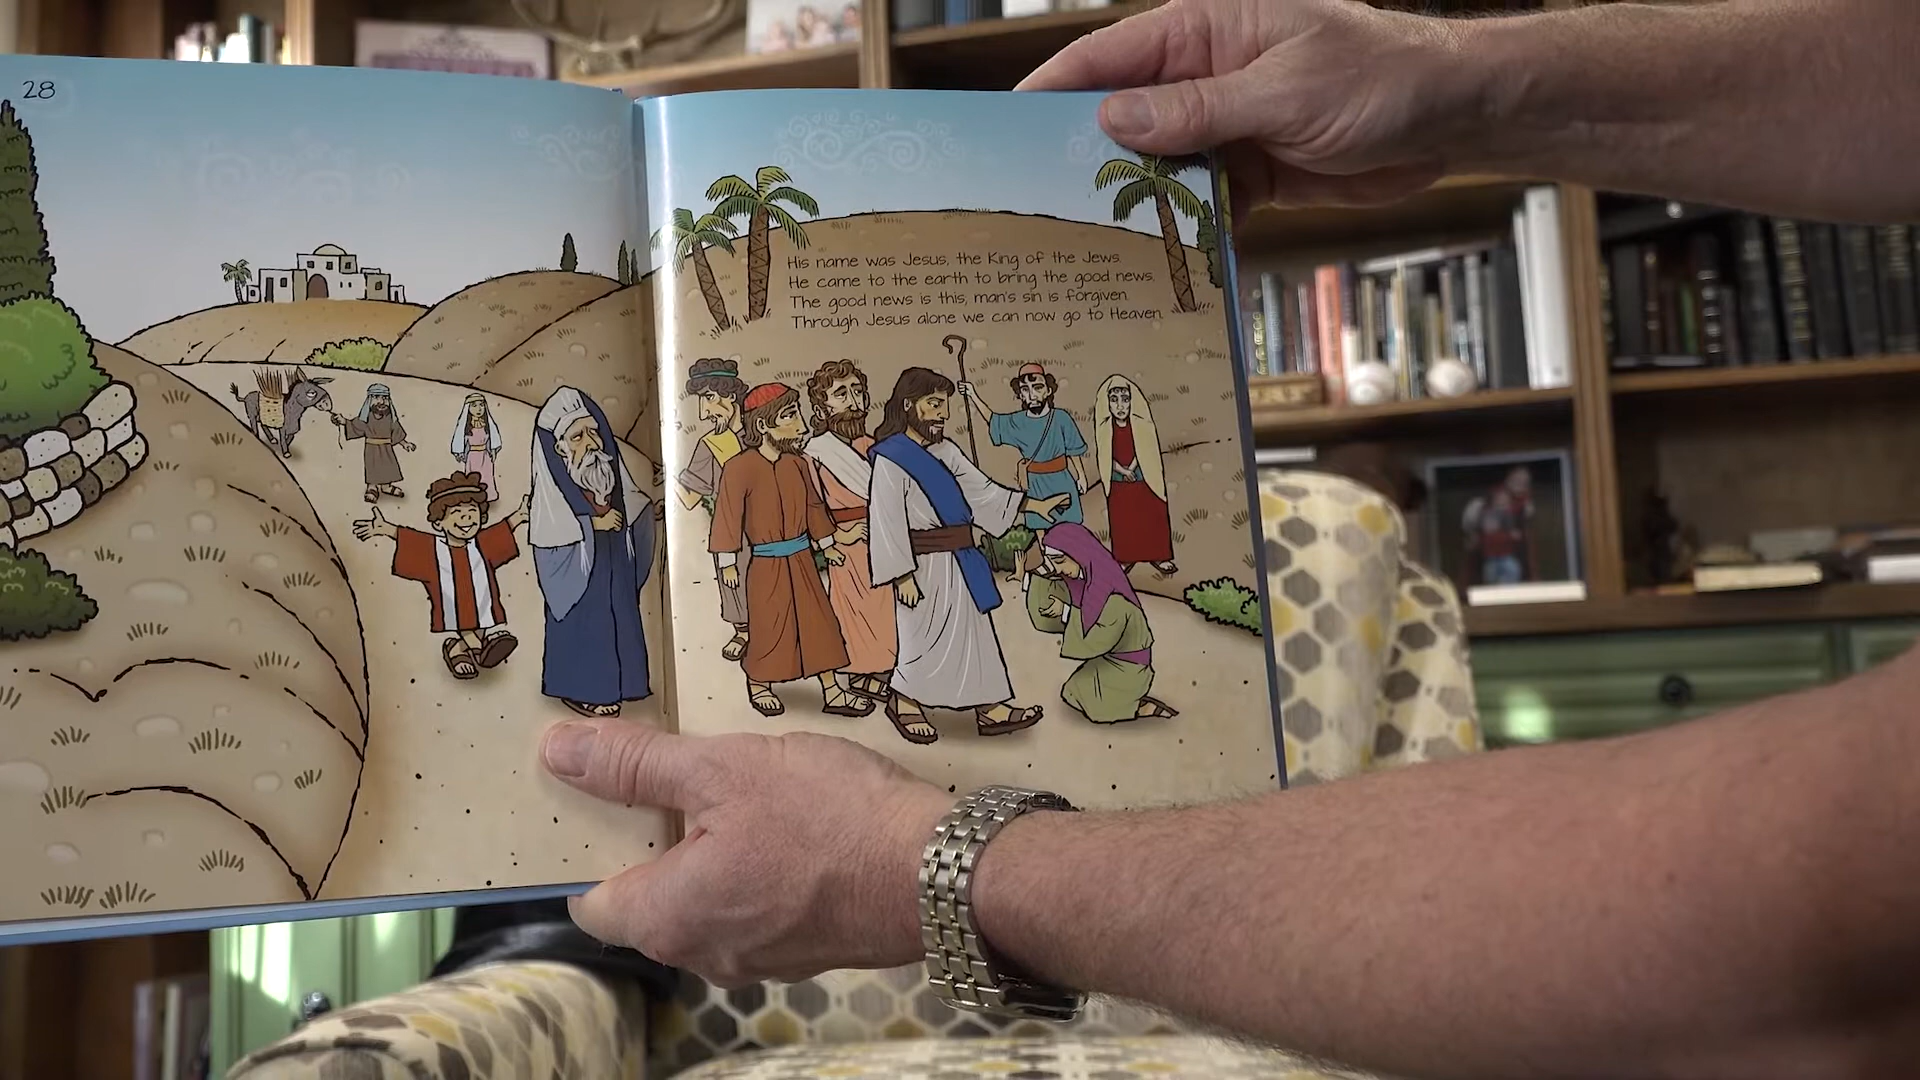 28
His name was Jesus, the King of the Jews.
He came to the earth to bring the good news.
The good news is this, man's sin is forgiven.
Through Jesus alone we can now go to Heaven.